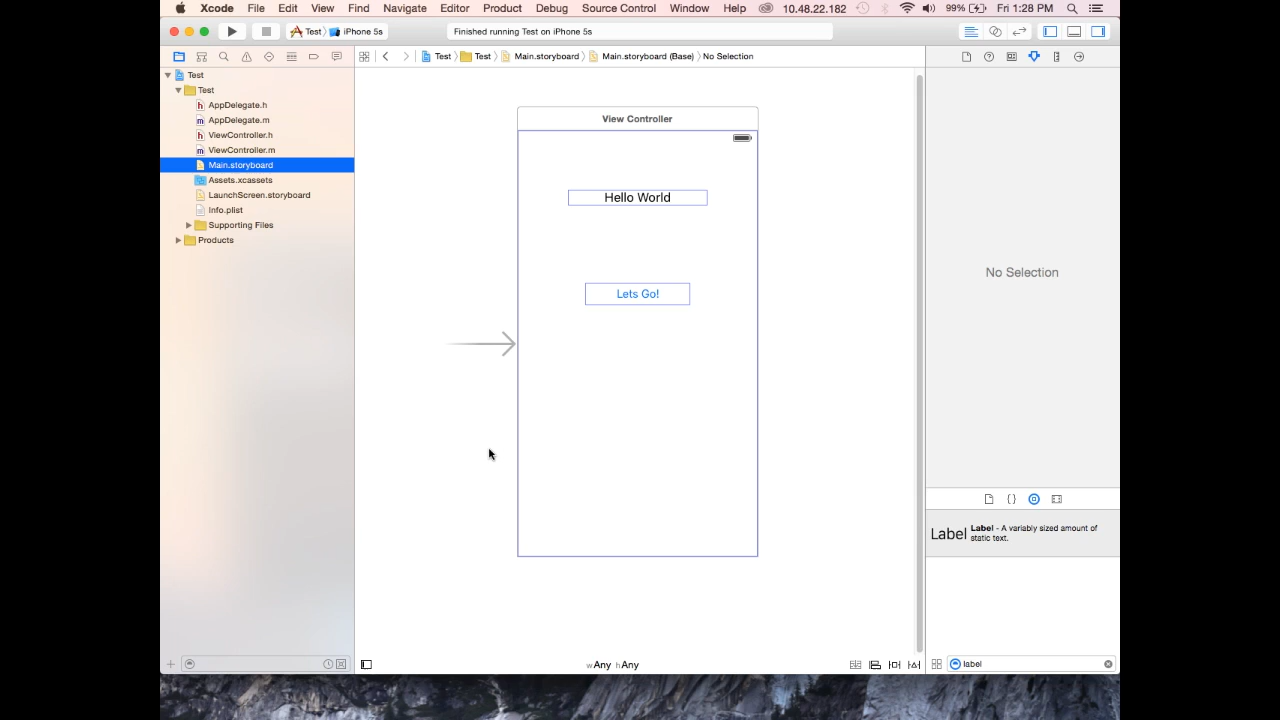 Xcode File Edit View Find Navigate Editor Product Debug Source Control Window Help 10.48.22.182 99% Fri 1:28 PM
Test iPhone 5s Finished running Test on iPhone 5s
Test Test Main.storyboard Main.storyboard (Base) No Selection
Test
Test
AppDelegate.h
AppDelegate.m
ViewController.h
ViewController.m
Main.storyboard
Assets.xcassets
LaunchScreen.storyboard
Info.plist
Supporting Files
Products
View Controller
Hello World
Lets Go!
wAny hAny
No Selection
Label Label - A variably sized amount of
static text.
label